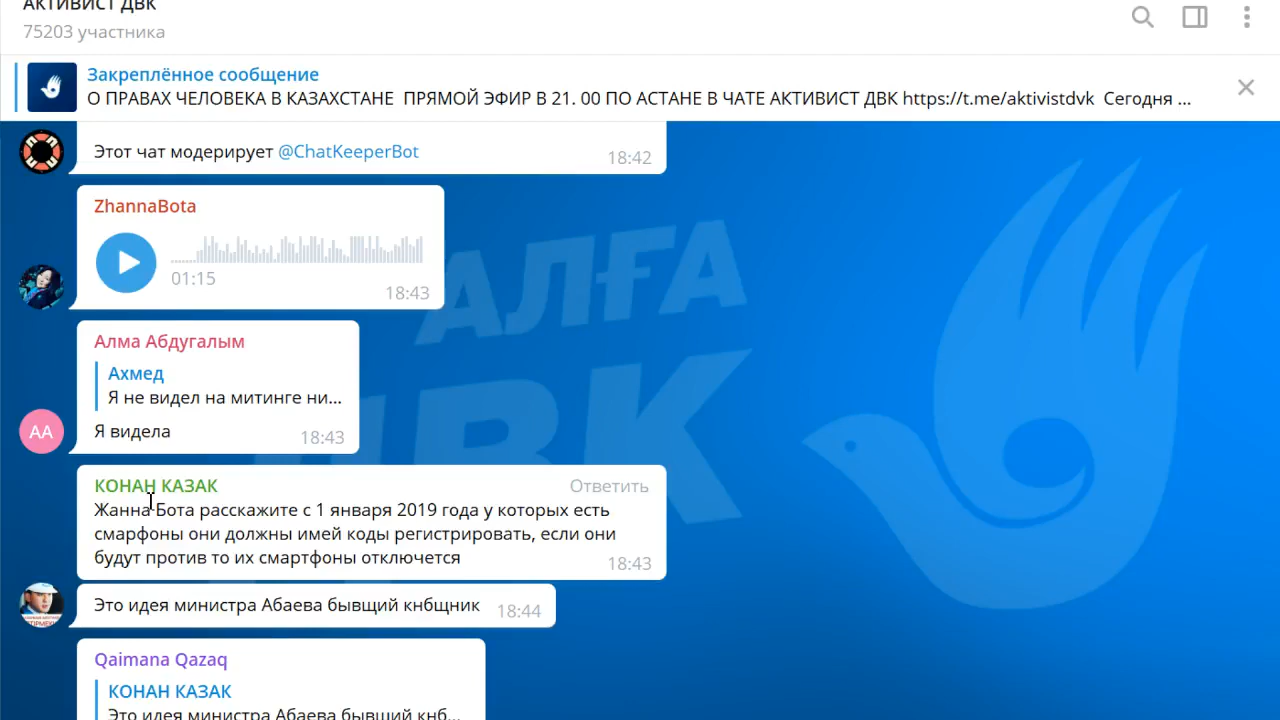 АКТИВИСТ ДВК
75203 участника
Закреплённое сообщение
О ПРАВАХ ЧЕЛОВЕКА В КАЗАХСТАНЕ ПРЯМОЙ ЭФИР В 21. 00 ПО АСТАНЕ В ЧАТЕ АКТИВИСТ ДВК https://t.me/aktivistdvk Сегодня ...
Этот чат модерирует @ChatKeeperBot
18:42
ZhannaBota
01:15
18:43
Алма Абдугалым
Ахмед
Я не видел на митинге ни...
Я видела
18:43
АА
КОНАН КАЗАК
Ответить
Жанна Бота расскажите с 1 января 2019 года у которых есть
смарфоны они должны имей коды регистрировать, если они
будут против то их смартфоны отключется
18:43
Это идея министра Абаева бывщий кнбщник
18:44
Qaimana Qazaq
КОНАН КАЗАК
Это идея министра Абаева бывщий кнб...
АЛҒА
ДВК